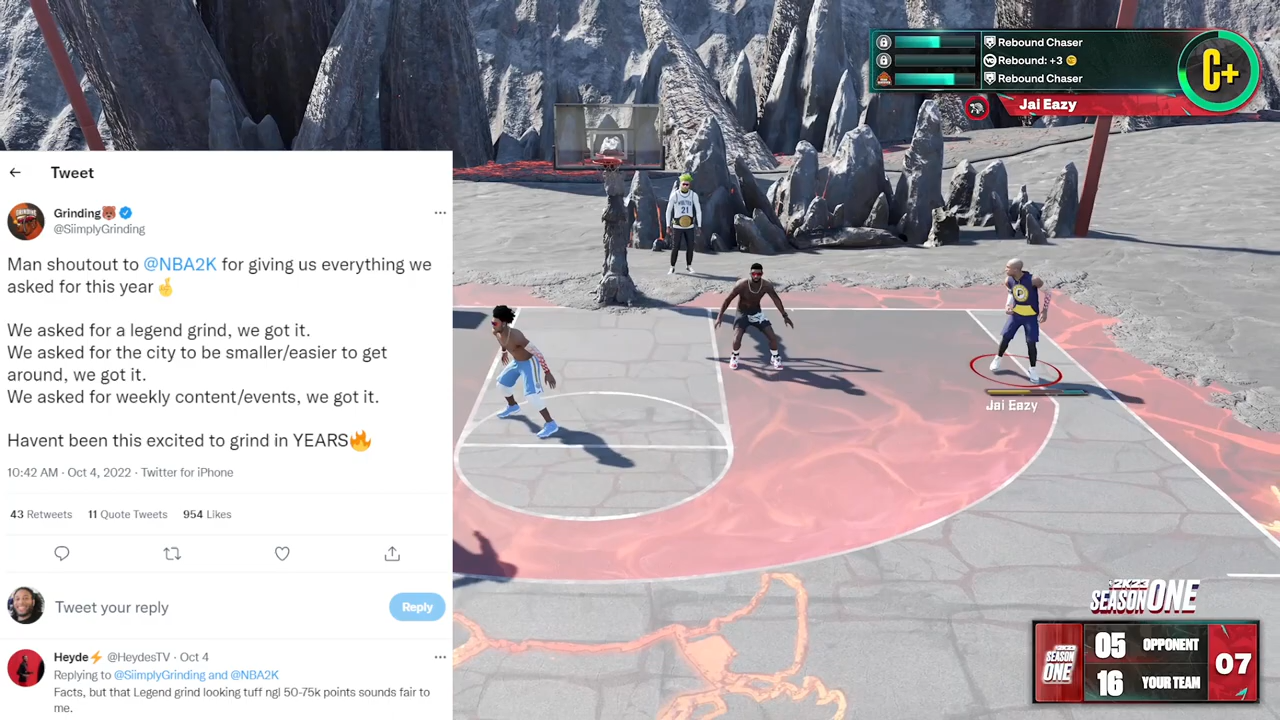 Rebound Chaser
Rebound: +3
Rebound Chaser
C+
Jai Eazy
Tweet
Grinding
@SiimplyGrinding
Man shoutout to @NBA2K for giving us everything we
asked for this year
We asked for a legend grind, we got it.
We asked for the city to be smaller/easier to get
around, we got it.
We asked for weekly content/events, we got it.
Havent been this excited to grind in YEARS
10:42 AM · Oct 4, 2022 · Twitter for iPhone
43 Retweets 11 Quote Tweets 954 Likes
Tweet your reply
Reply
Heyde⚡ @HeydesTV · Oct 4
Replying to @SiimplyGrinding and @NBA2K
Facts, but that Legend grind looking tuff ngl 50-75k points sounds fair to
me.
21
Jai Eazy
2K23
SEASON ONE
SEASON
ONE
05 OPPONENT
16 YOUR TEAM
07